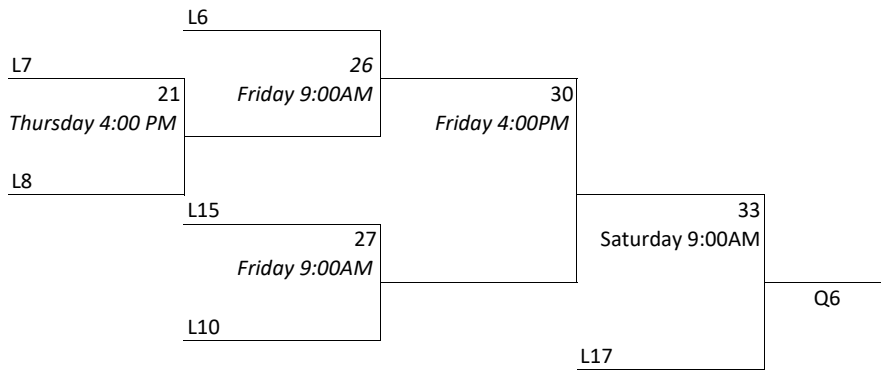 L6
L7
26
Friday 9:00AM
21
Thursday 4:00 PM
30
Friday 4:00PM
L8
L15
27
Friday 9:00AM
33
Saturday 9:00AM
Q6
L10
L17